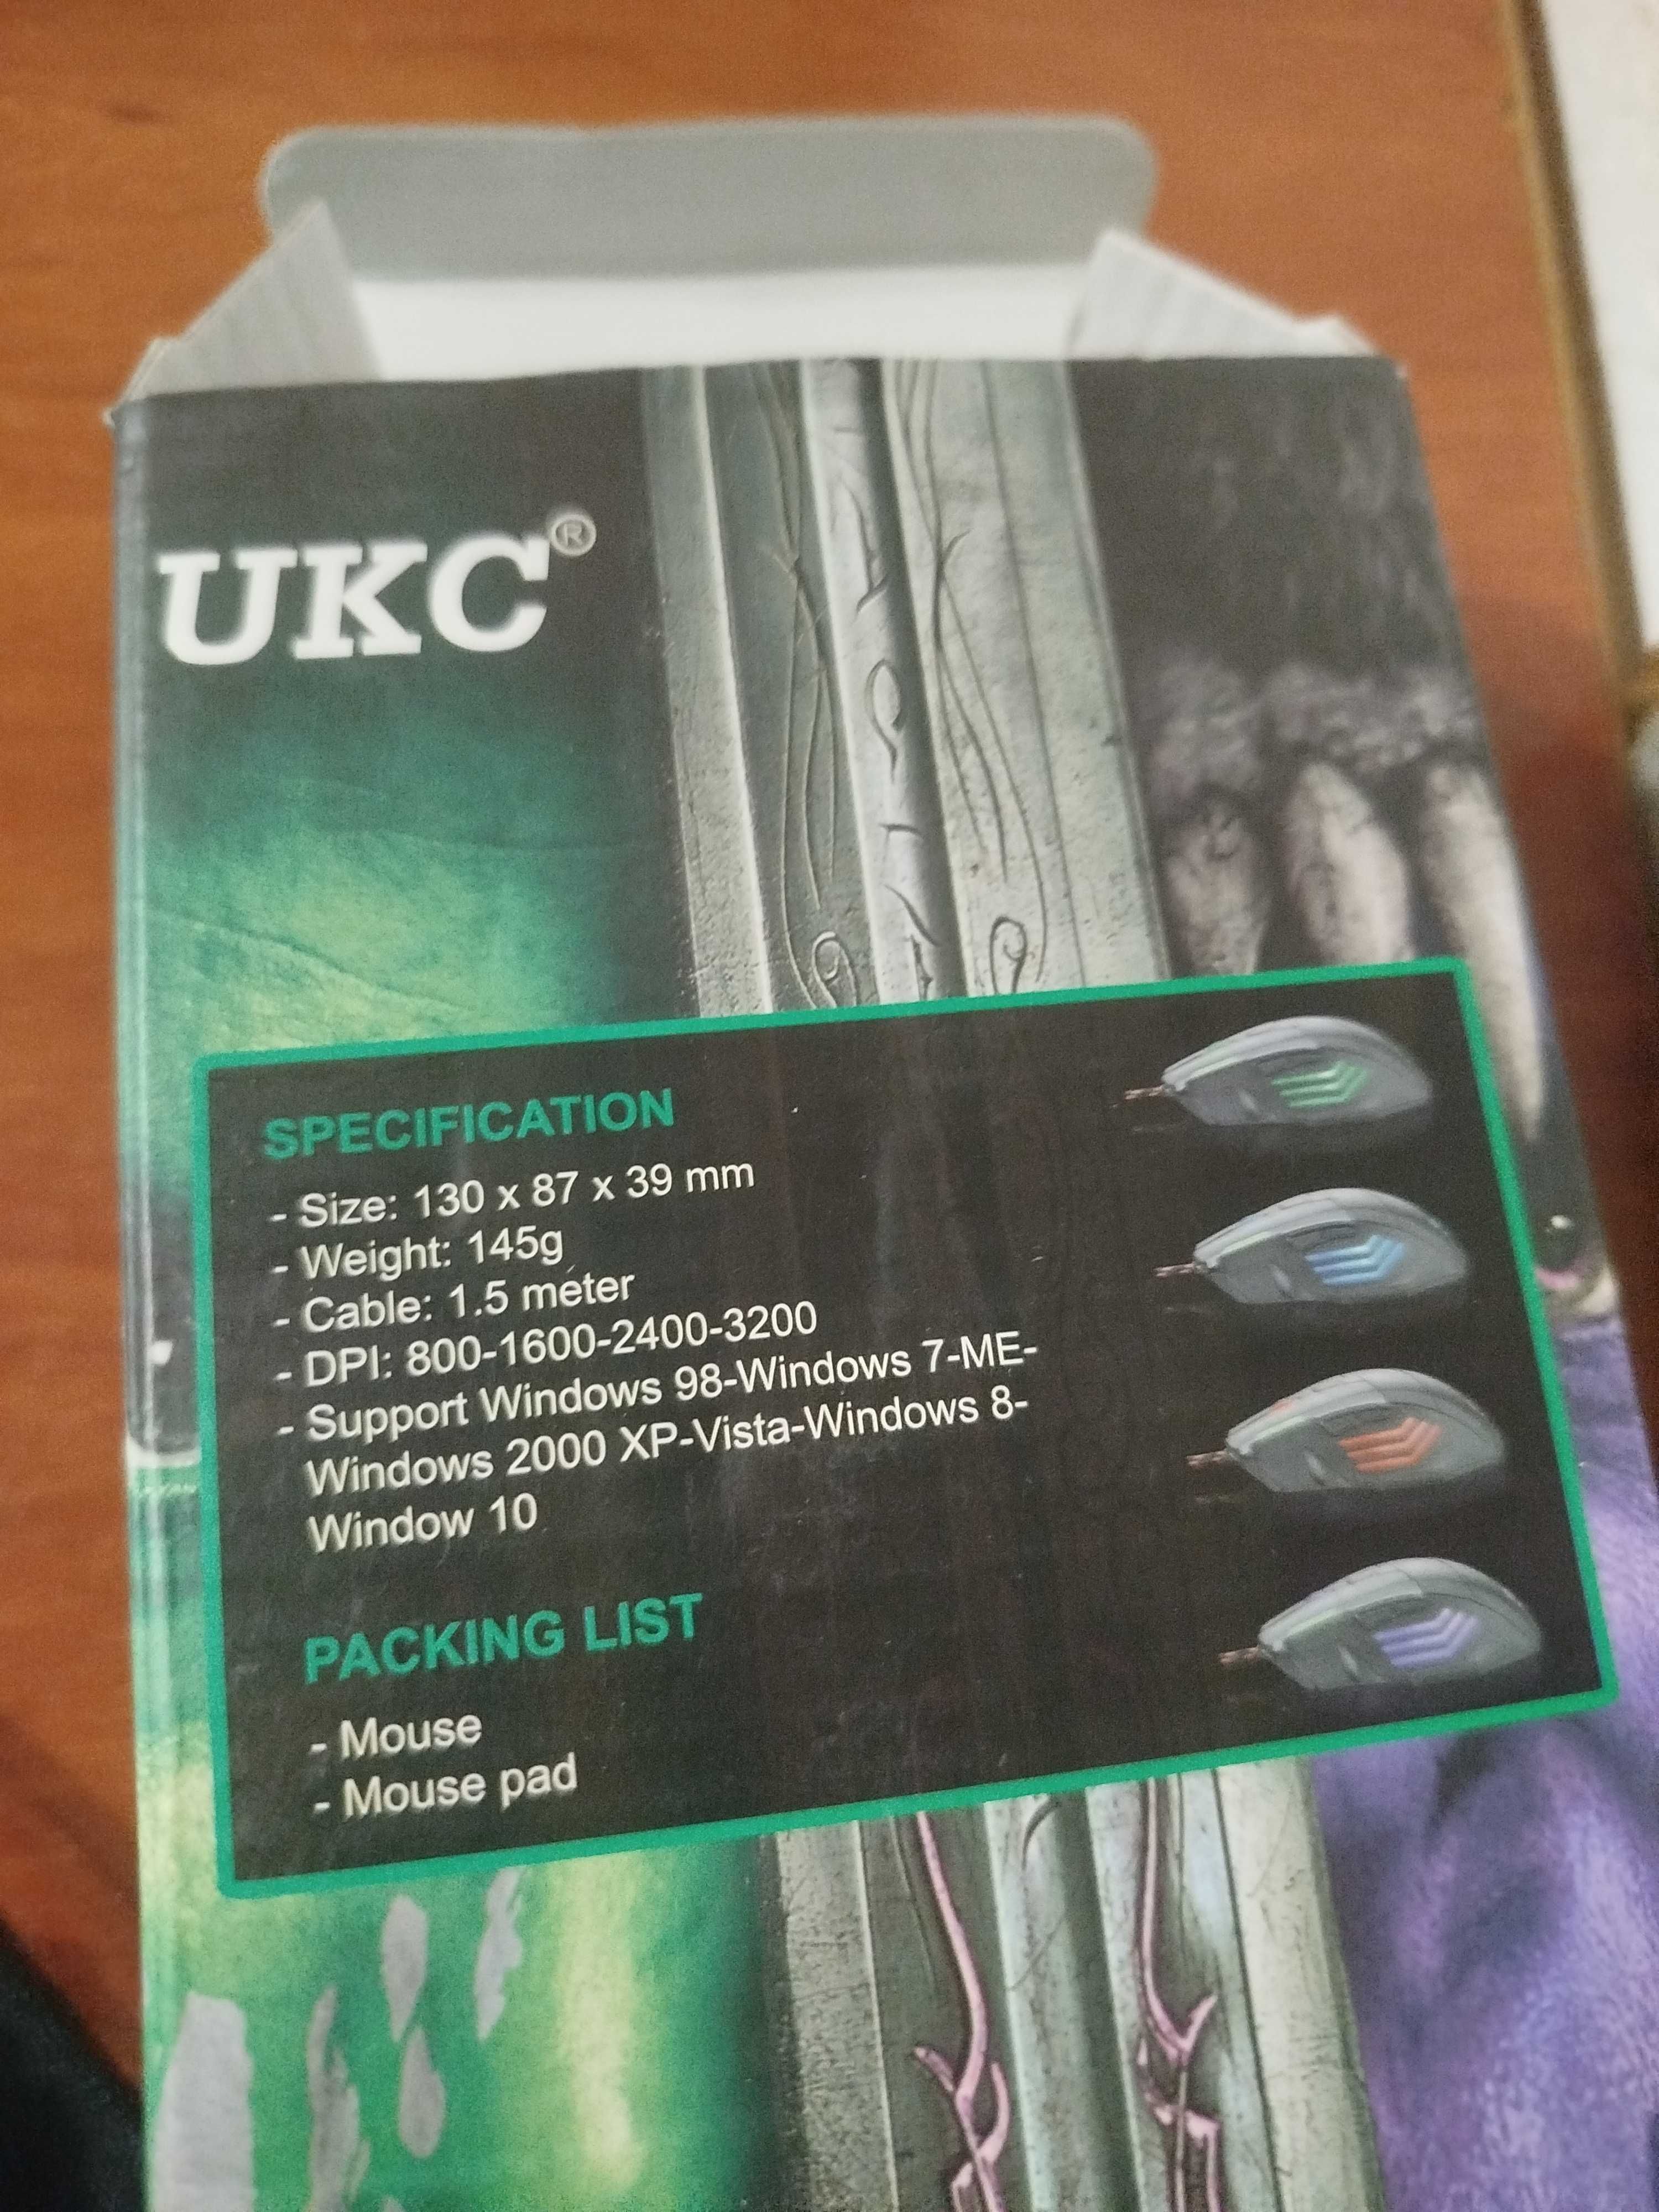 UKC®
SPECIFICATION
- Size: 130 x 87 x 39 mm
- Weight: 145g
- Cable: 1.5 meter
- DPI: 800-1600-2400-3200
- Support Windows 98-Windows 7-ME-
Windows 2000 XP-Vista-Windows 8-
Window 10
PACKING LIST
- Mouse
- Mouse pad